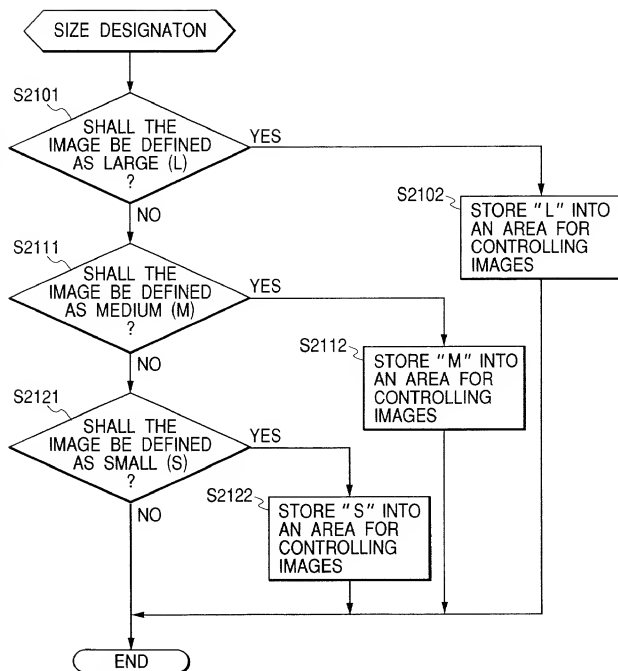 SIZE DESIGNATON
S2101
SHALL THE
IMAGE BE DEFINED
AS LARGE (L)
?
YES
NO
S2102
STORE "L" INTO
AN AREA FOR
CONTROLLING
IMAGES
S2111
SHALL THE
IMAGE BE DEFINED
AS MEDIUM (M)
?
YES
NO
S2112
STORE "M" INTO
AN AREA FOR
CONTROLLING
IMAGES
S2121
SHALL THE
IMAGE BE DEFINED
AS SMALL (S)
?
YES
NO
S2122
STORE "S" INTO
AN AREA FOR
CONTROLLING
IMAGES
END